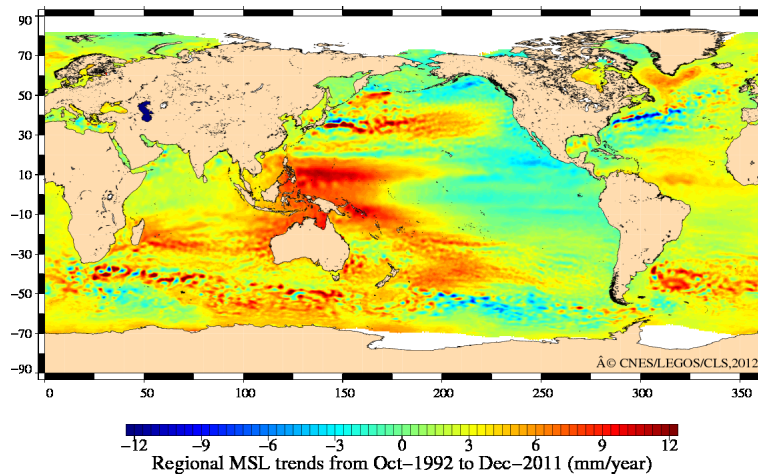 90
70
50
30
10
−10
−30
−50
−70
−90
0 50 100 150 200 250 300 350
Â© CNES/LEGOS/CLS,2012
−12 −9 −6 −3 0 3 6 9 12
Regional MSL trends from Oct−1992 to Dec−2011 (mm/year)